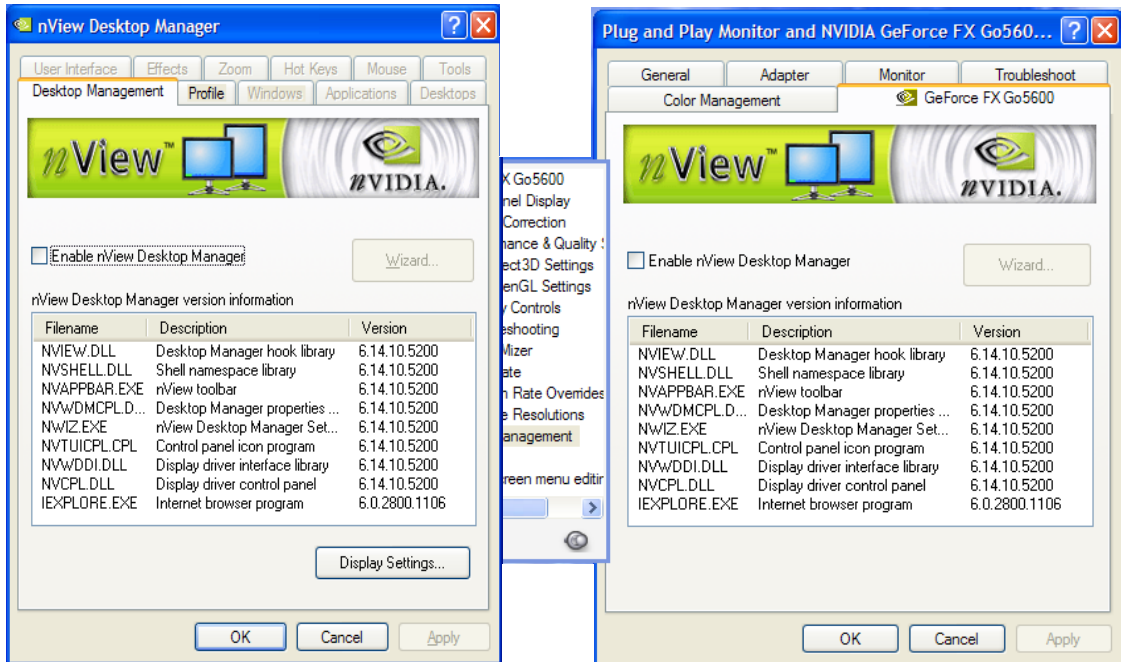 nView Desktop Manager
User Interface Effects Zoom Hot Keys Mouse Tools
Desktop Management Profile Windows Applications Desktops
nView™ nVIDIA.
Enable nView Desktop Manager Wizard...
nView Desktop Manager version information
Filename Description Version
NVIEW.DLL Desktop Manager hook library 6.14.10.5200
NVSHELL.DLL Shell namespace library 6.14.10.5200
NVAPPBAR.EXE nView toolbar 6.14.10.5200
NVWDMCPL.D... Desktop Manager properties ... 6.14.10.5200
NWIZ.EXE nView Desktop Manager Set... 6.14.10.5200
NVTUICPL.CPL Control panel icon program 6.14.10.5200
NVWDDI.DLL Display driver interface library 6.14.10.5200
NVCPL.DLL Display driver control panel 6.14.10.5200
IEXPLORE.EXE Internet browser program 6.0.2800.1106
Display Settings...
OK Cancel Apply
X Go5600
nel Display
Correction
nance & Quality S
ect3D Settings
enGL Settings
y Controls
eshooting
Mizer
ate
n Rate Overrides
e Resolutions
anagement
creen menu editin
Plug and Play Monitor and NVIDIA GeForce FX Go560...
General Adapter Monitor Troubleshoot
Color Management GeForce FX Go5600
nView™ nVIDIA.
Enable nView Desktop Manager Wizard...
nView Desktop Manager version information
Filename Description Version
NVIEW.DLL Desktop Manager hook library 6.14.10.5200
NVSHELL.DLL Shell namespace library 6.14.10.5200
NVAPPBAR.EXE nView toolbar 6.14.10.5200
NVWDMCPL.D... Desktop Manager properties ... 6.14.10.5200
NWIZ.EXE nView Desktop Manager Set... 6.14.10.5200
NVTUICPL.CPL Control panel icon program 6.14.10.5200
NVWDDI.DLL Display driver interface library 6.14.10.5200
NVCPL.DLL Display driver control panel 6.14.10.5200
IEXPLORE.EXE Internet browser program 6.0.2800.1106
OK Cancel Apply